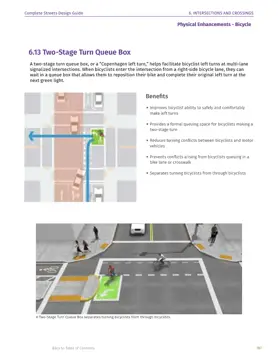 Complete Streets Design Guide
6. INTERSECTIONS AND CROSSINGS
Physical Enhancements - Bicycle
6.13 Two-Stage Turn Queue Box
A two-stage turn queue box, or a "Copenhagen left turn," helps facilitate bicyclist left turns at multi-lane
signalized intersections. When bicyclists enter the intersection from a right-side bicycle lane, they can
wait in a queue box that allows them to reposition their bike and complete their original left turn at the
next green light.
Benefits
• Improves bicyclist ability to safely and comfortably
make left turns
• Provides a formal queuing space for bicyclists making a
two-stage turn
• Reduces turning conflicts between bicyclists and motor
vehicles
• Prevents conflicts arising from bicyclists queuing in a
bike lane or crosswalk
• Separates turning bicyclists from through bicyclists
A Two-Stage Turn Queue Box separates turning bicyclists from through bicyclists.
Back to Table of Contents